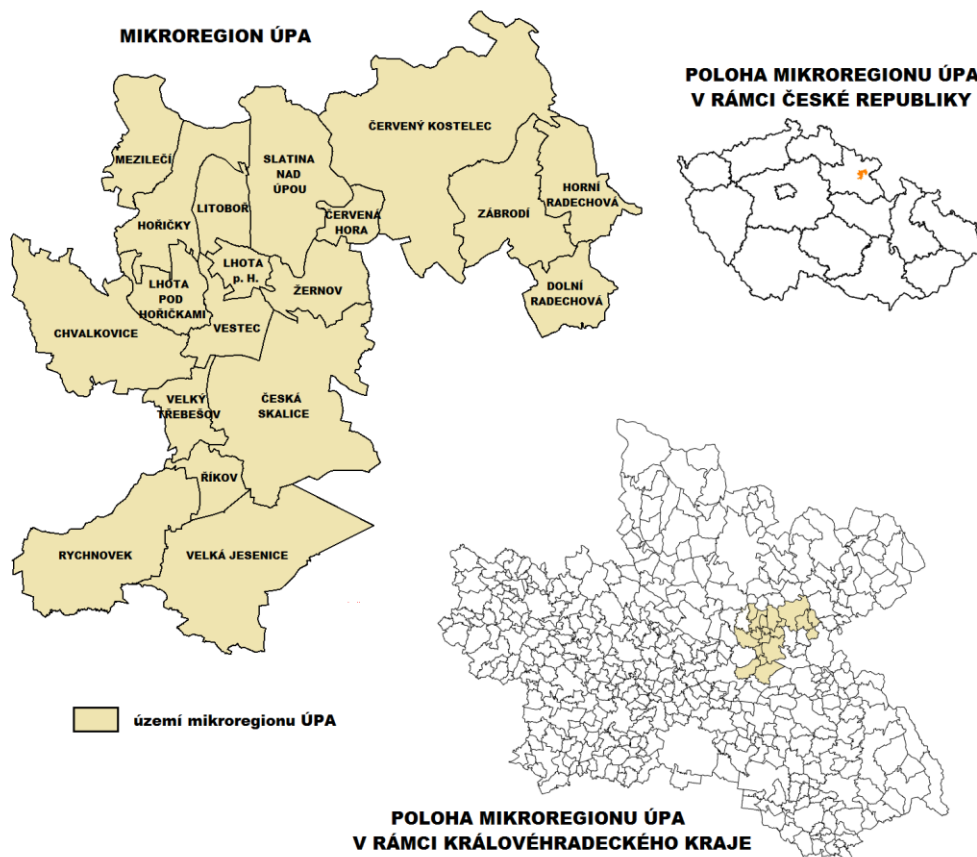 MIKROREGION ÚPA
POLOHA MIKROREGIONU ÚPA
V RÁMCI ČESKÉ REPUBLIKY
ČERVENÝ KOSTELEC
MEZILEČÍ
SLATINA
NAD
ÚPOU
HORNÍ
RADECHOVÁ
LITOBOŘ
ZÁBRODÍ
HOŘIČKY
ČERVENÁ
HORA
LHOTA
p. H.
LHOTA
POD
HOŘIČKAMI
ŽERNOV
DOLNÍ
RADECHOVÁ
VESTEC
CHVALKOVICE
VELKÝ
TŘEBEŠOV
ČESKÁ
SKALICE
ŘÍKOV
RYCHNOVEK
VELKÁ JESENICE
území mikroregionu ÚPA
POLOHA MIKROREGIONU ÚPA
V RÁMCI KRÁLOVÉHRADECKÉHO KRAJE